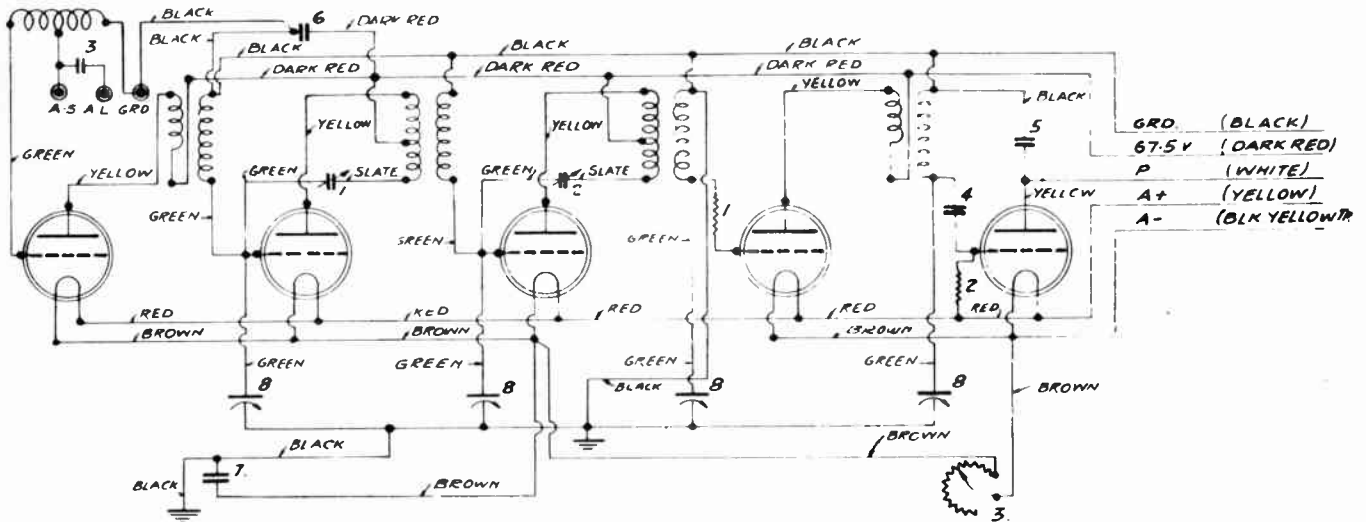 BLACK 6 DARK RED
BLACK
3 BLACK BLACK BLACK
DARK RED DARK RED DARK RED
A-S AL GRD YELLOW
BLACK
5
GRD. (BLACK)
67.5 V (DARK RED)
P (WHITE)
A+ (YELLOW)
A- (BLK YELLOW TR.
GREEN YELLOW YELLOW
YELLOW GREEN 1 SLATE GREEN 2 SLATE
1 4 YELLOW
GREEN GREEN GREEN
2
RED RED RED RED RED
BROWN BROWN BROWN
GREEN GREEN GREEN GREEN
8 8 BLACK 8 8 BROWN
BLACK BROWN
BLACK 7. BROWN
3.